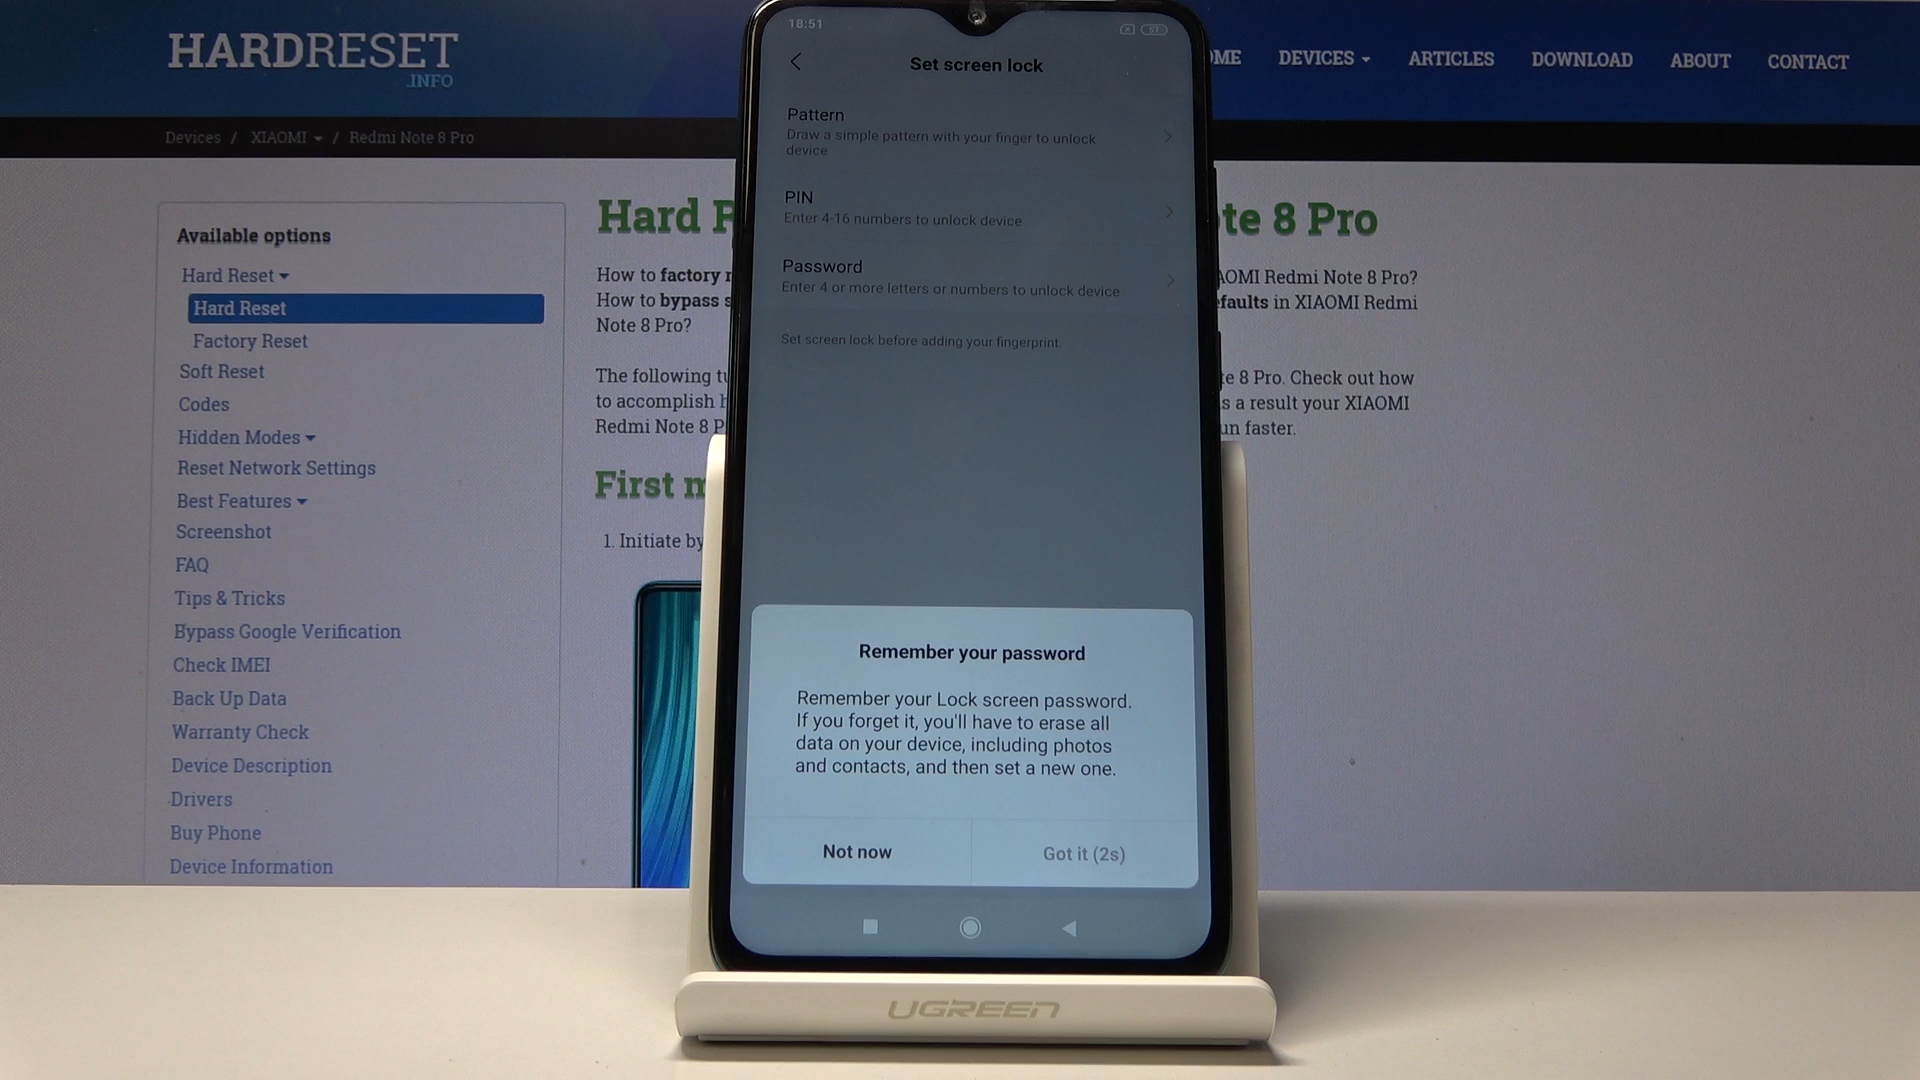 HARDRESET
.INFO
DEVICES
ARTICLES
DOWNLOAD
ABOUT
CONTACT
Devices / XIAOMI / Redmi Note 8 Pro
Available options
Hard Reset
Hard Reset
Factory Reset
Soft Reset
Codes
Hidden Modes
Reset Network Settings
Best Features
Screenshot
FAQ
Tips & Tricks
Bypass Google Verification
Check IMEI
Back Up Data
Warranty Check
Device Description
Drivers
Buy Phone
Device Information
Hard
8 Pro
How to factory
XIAOMI Redmi Note 8 Pro?
How to bypass
in XIAOMI Redmi
Note 8 Pro?
The following
8 Pro. Check out how
to accomplish
as a result your XIAOMI
Redmi Note 8
run faster.
First
1. Initiate by
18:51
57
Set screen lock
Pattern
Draw a simple pattern with your finger to unlock
device
PIN
Enter 4-16 numbers to unlock device
Password
Enter 4 or more letters or numbers to unlock device
Set screen lock before adding your fingerprint.
Remember your password
Remember your Lock screen password.
If you forget it, you'll have to erase all
data on your device, including photos
and contacts, and then set a new one.
Not now
Got it (2s)
UGREEN